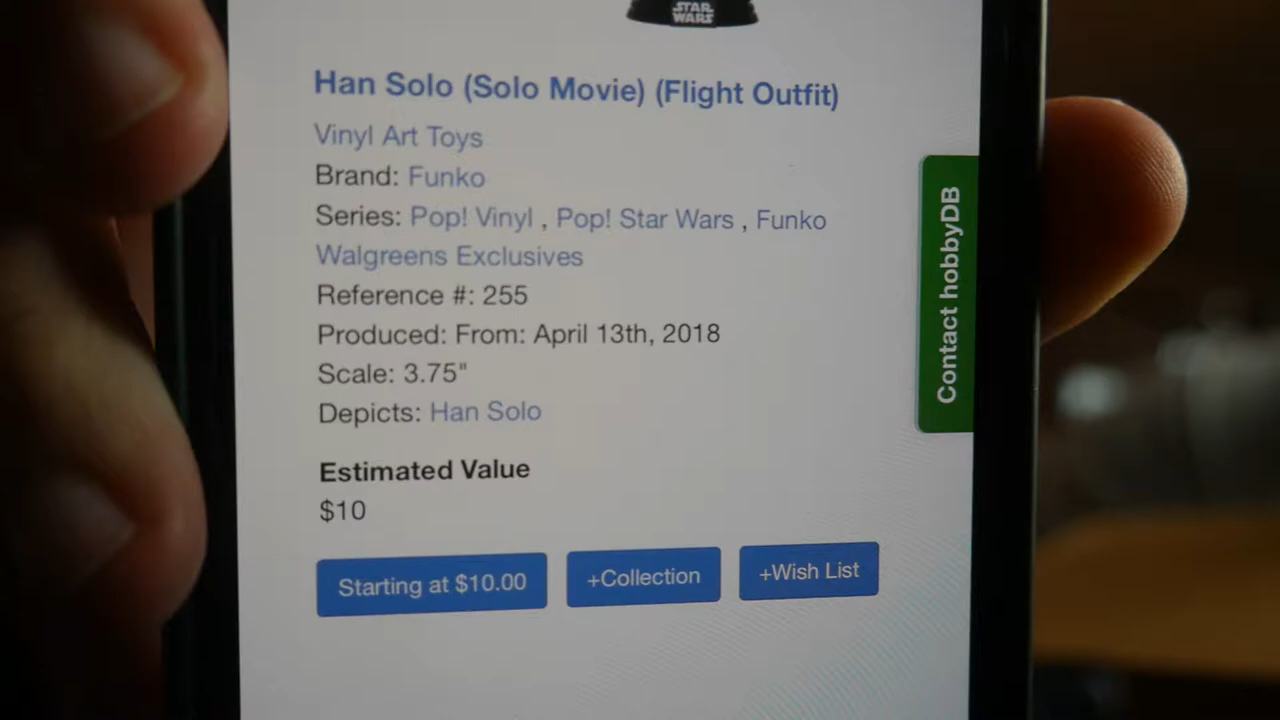 STAR
WARS
Han Solo (Solo Movie) (Flight Outfit)
Vinyl Art Toys
Brand: Funko
Series: Pop! Vinyl , Pop! Star Wars , Funko
Walgreens Exclusives
Reference #: 255
Produced: From: April 13th, 2018
Scale: 3.75"
Depicts: Han Solo
Estimated Value
$10
Starting at $10.00
+Collection
+Wish List
Contact hobbyDB